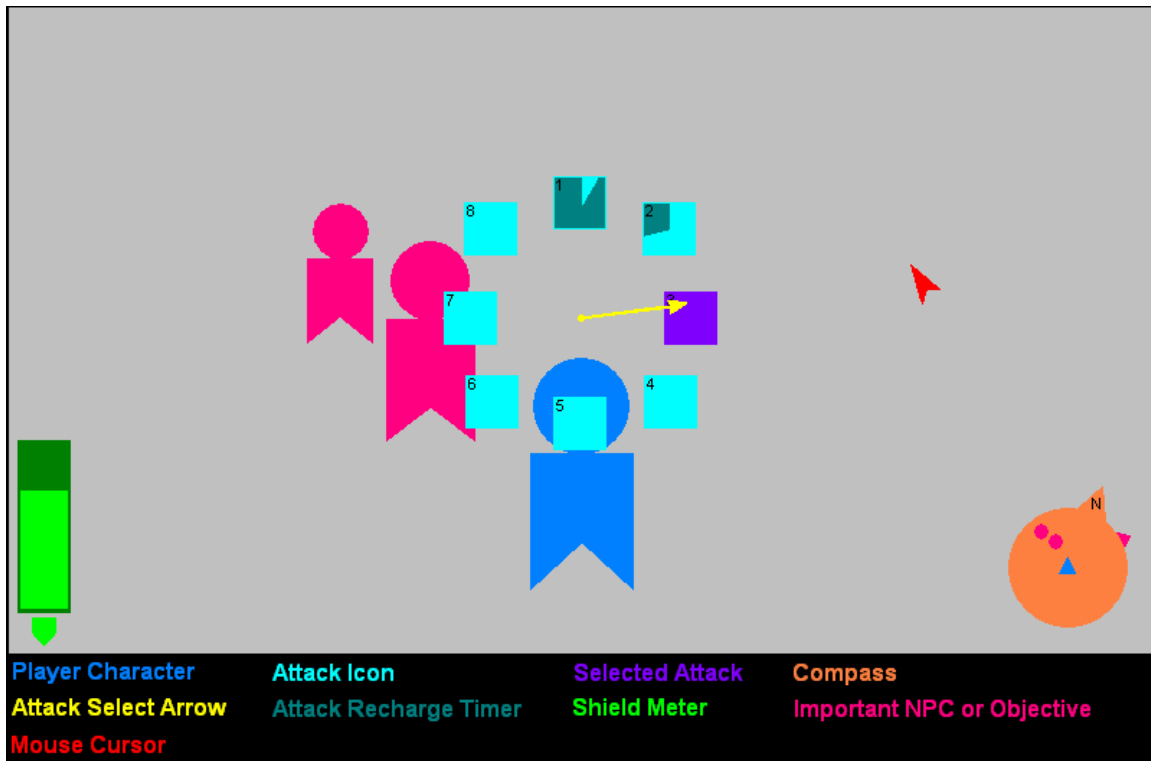 1
8
2
7
3
6
4
5
N
Player Character Attack Icon Selected Attack Compass
Attack Select Arrow Attack Recharge Timer Shield Meter Important NPC or Objective
Mouse Cursor